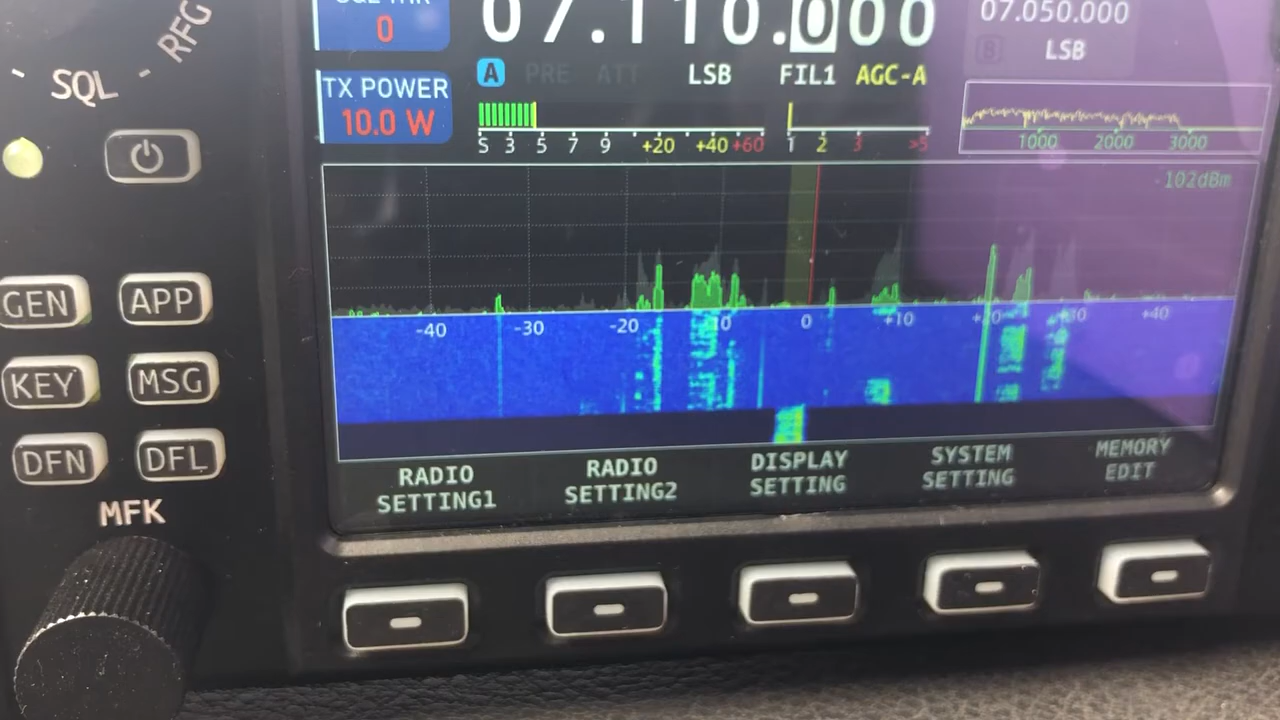 RFG
SQL
0
TX POWER
10.0 W
07.110.000
A PRE ATT LSB FIL1 AGC-A
S 3 5 7 9 +20 +40 +60
1 2 3 >5
07.050.000
B LSB
1000 2000 3000
-102dBm
-40 -30 -20 0 +10 +20 +30 +40
GEN APP
KEY MSG
DFN DFL
MFK
RADIO SETTING1
RADIO SETTING2
DISPLAY SETTING
SYSTEM SETTING
MEMORY EDIT